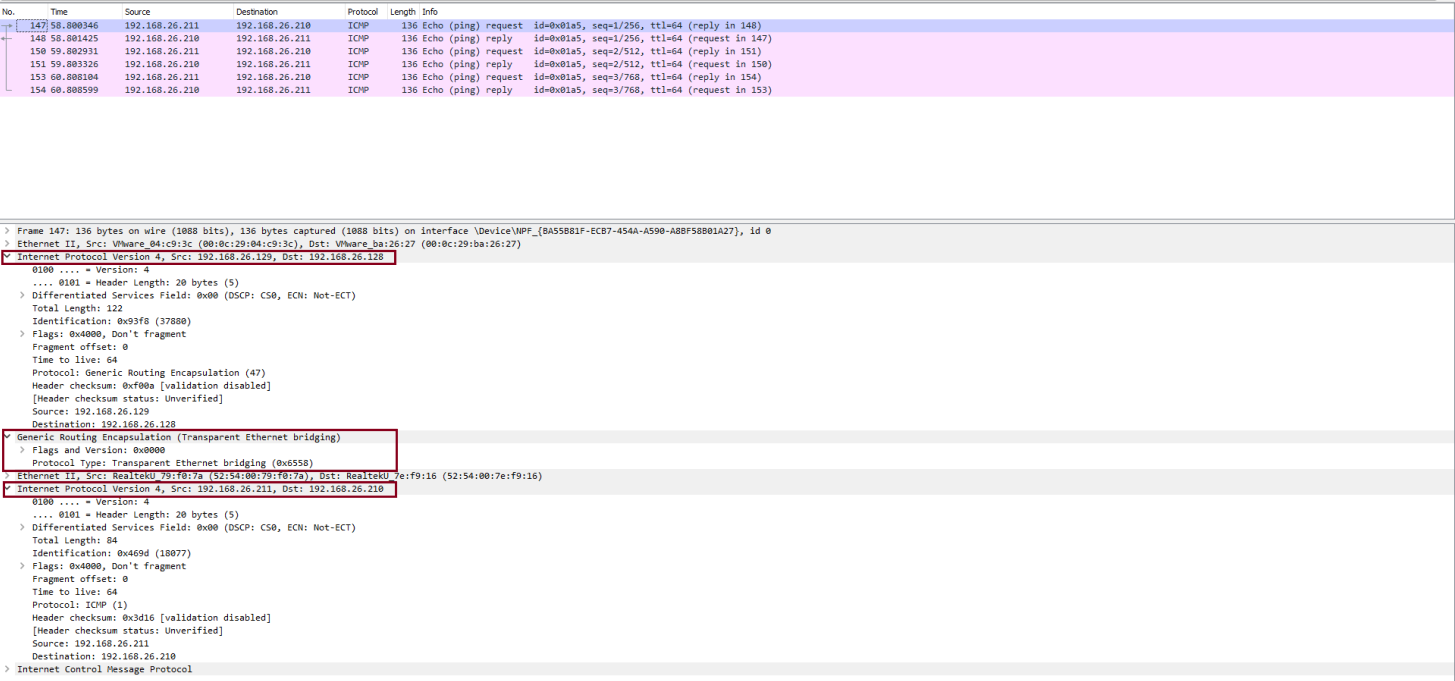 No. Time Source Destination Protocol Length Info
147 58.800346 192.168.26.211 192.168.26.210 ICMP 136 Echo (ping) request id=0x01a5, seq=1/256, ttl=64 (reply in 148)
148 58.801425 192.168.26.210 192.168.26.211 ICMP 136 Echo (ping) reply id=0x01a5, seq=1/256, ttl=64 (request in 147)
150 59.802931 192.168.26.211 192.168.26.210 ICMP 136 Echo (ping) request id=0x01a5, seq=2/512, ttl=64 (reply in 151)
151 59.803326 192.168.26.210 192.168.26.211 ICMP 136 Echo (ping) reply id=0x01a5, seq=2/512, ttl=64 (request in 150)
153 60.808104 192.168.26.211 192.168.26.210 ICMP 136 Echo (ping) request id=0x01a5, seq=3/768, ttl=64 (reply in 154)
154 60.808599 192.168.26.210 192.168.26.211 ICMP 136 Echo (ping) reply id=0x01a5, seq=3/768, ttl=64 (request in 153)
Frame 147: 136 bytes on wire (1088 bits), 136 bytes captured (1088 bits) on interface \Device\NPF_{BA55B81F-ECB7-454A-A590-A8BF58B01A27}, id 0
Ethernet II, Src: VMware_04:c9:3c (00:0c:29:04:c9:3c), Dst: VMware_ba:26:27 (00:0c:29:ba:26:27)
Internet Protocol Version 4, Src: 192.168.26.129, Dst: 192.168.26.128
0100 .... = Version: 4
.... 0101 = Header Length: 20 bytes (5)
Differentiated Services Field: 0x00 (DSCP: CS0, ECN: Not-ECT)
Total Length: 122
Identification: 0x93f8 (37880)
Flags: 0x4000, Don't fragment
Fragment offset: 0
Time to live: 64
Protocol: Generic Routing Encapsulation (47)
Header checksum: 0xf00a [validation disabled]
[Header checksum status: Unverified]
Source: 192.168.26.129
Destination: 192.168.26.128
Generic Routing Encapsulation (Transparent Ethernet bridging)
Flags and Version: 0x0000
Protocol Type: Transparent Ethernet bridging (0x6558)
Ethernet II, Src: RealtekU_79:f0:7a (52:54:00:79:f0:7a), Dst: RealtekU_7e:f9:16 (52:54:00:7e:f9:16)
Internet Protocol Version 4, Src: 192.168.26.211, Dst: 192.168.26.210
0100 .... = Version: 4
.... 0101 = Header Length: 20 bytes (5)
Differentiated Services Field: 0x00 (DSCP: CS0, ECN: Not-ECT)
Total Length: 84
Identification: 0x469d (18077)
Flags: 0x4000, Don't fragment
Fragment offset: 0
Time to live: 64
Protocol: ICMP (1)
Header checksum: 0x3d16 [validation disabled]
[Header checksum status: Unverified]
Source: 192.168.26.211
Destination: 192.168.26.210
Internet Control Message Protocol